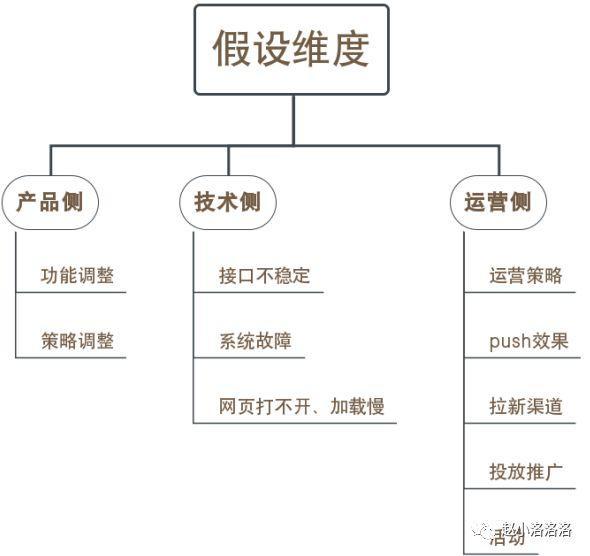 假设维度
产品侧
技术侧
运营侧
功能调整
策略调整
接口不稳定
系统故障
网页打不开、加载慢
运营策略
push效果
拉新渠道
投放推广
活动
赵小洛洛洛